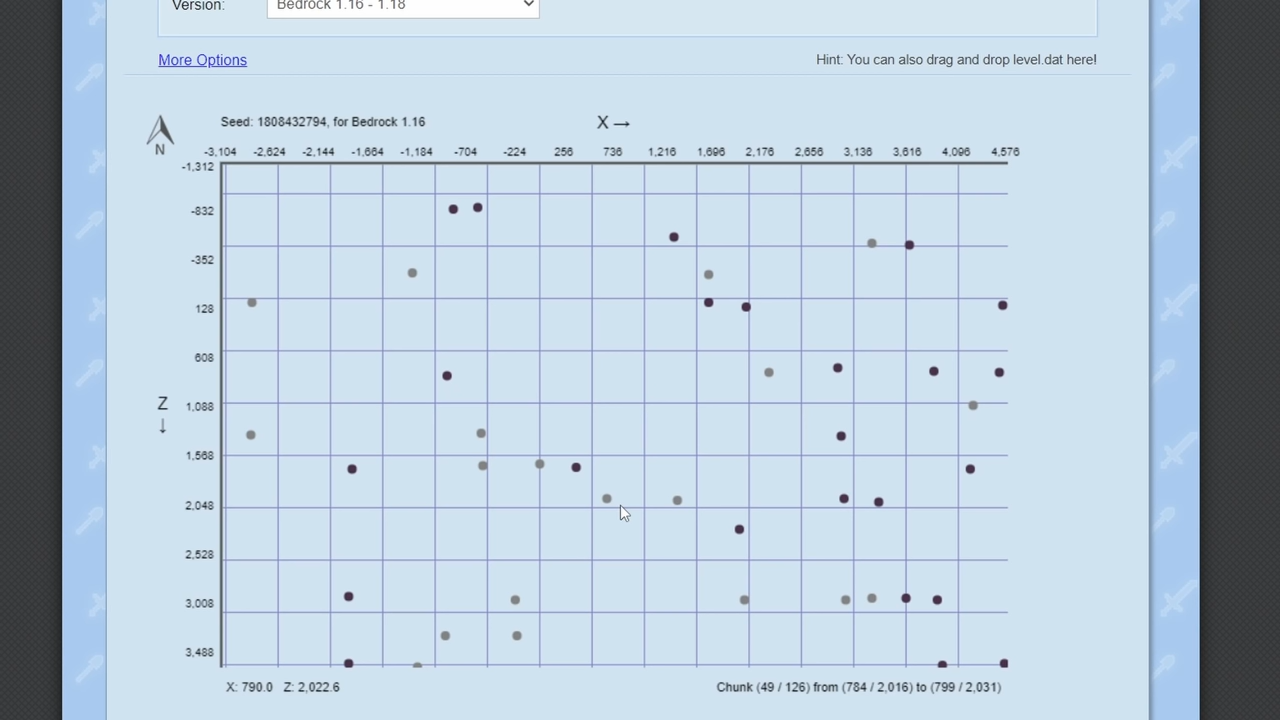 Version: Bedrock 1.16 - 1.18
More Options Hint: You can also drag and drop level.dat here!
Seed: 1808432794, for Bedrock 1.16 X →
N
-3,104 -2,624 -2,144 -1,664 -1,184 -704 -224 256 736 1,216 1,696 2,176 2,656 3,136 3,616 4,096 4,576
-1,312
-832
-352
128
608
Z
↓
1,088
1,568
2,048
2,528
3,008
3,488
X: 790.0 Z: 2,022.6 Chunk (49 / 126) from (784 / 2,016) to (799 / 2,031)